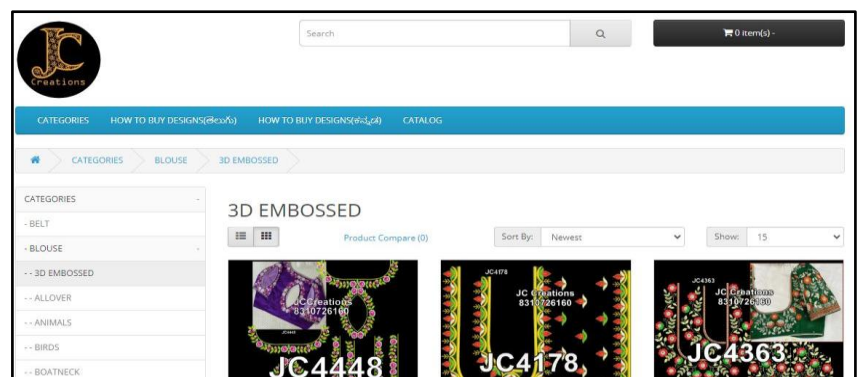 JC
Creations
Search
0 item(s) -
CATEGORIES HOW TO BUY DESIGNS(తెలుగు) HOW TO BUY DESIGNS(ಕನ್ನಡ) CATALOG
CATEGORIES BLOUSE 3D EMBOSSED
CATEGORIES -
- BELT
- BLOUSE -
- - 3D EMBOSSED
- - ALLOVER
- - ANIMALS
- - BIRDS
- - BOATNECK
3D EMBOSSED
Product Compare (0) Sort By: Newest Show: 15
JCCreations
8310726160
JC4448
JC4448
JC4178
JC Creations
8310726160
JC4178
JC4363
JC Creations
8310726160
JC4363